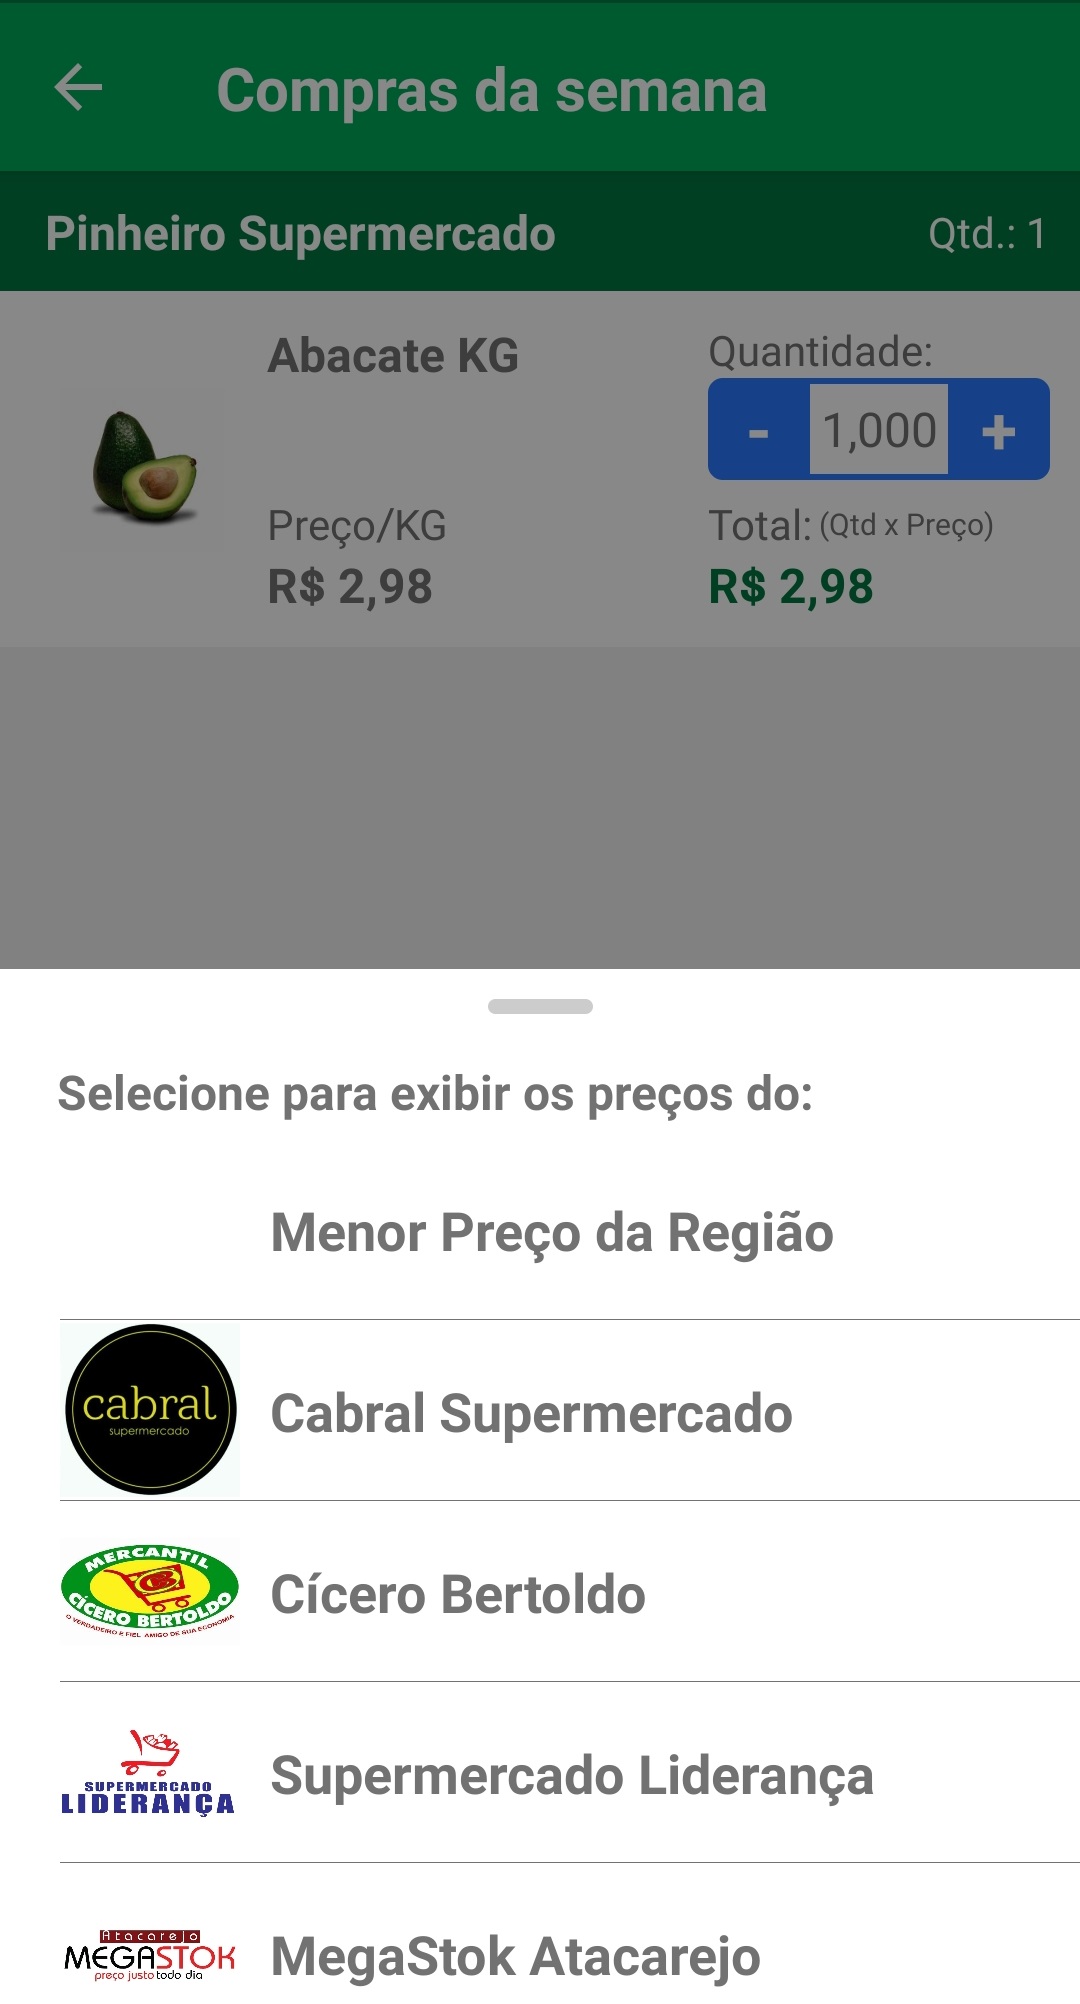 Compras da semana
Pinheiro Supermercado Qtd.: 1
Abacate KG
Quantidade:
- 1,000 +
Preço/KG
R$ 2,98
Total: (Qtd x Preço)
R$ 2,98
Selecione para exibir os preços do:
Menor Preço da Região
cabral
supermercado
Cabral Supermercado
MERCANTIL
CB
CÍCERO BERTOLDO
O VERDADEIRO E FIEL AMIGO DE SUA ECONOMIA
Cícero Bertoldo
SUPERMERCADO
LIDERANÇA
Supermercado Liderança
Atacarejo
MEGASTOK
preço justo todo dia
MegaStok Atacarejo